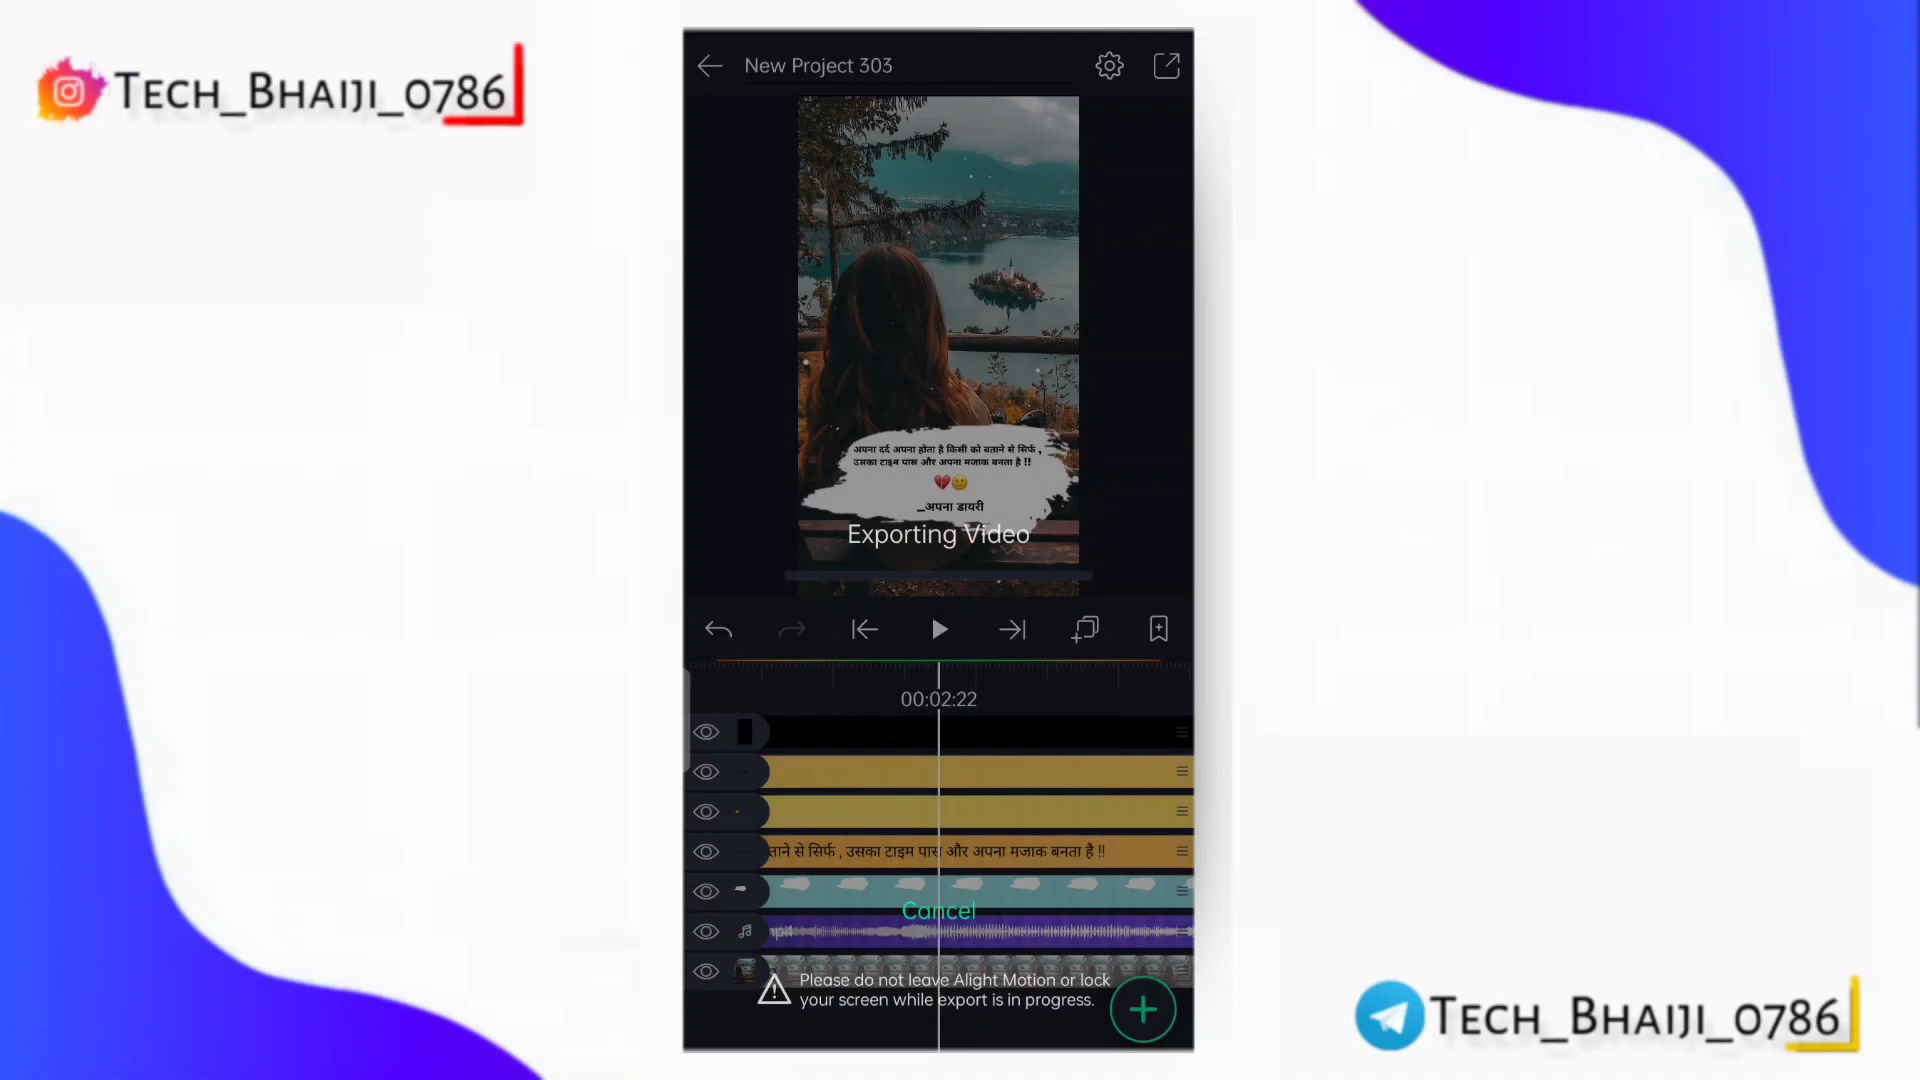 TECH_BHAIJI_0786
New Project 303
अपना दर्द अपना होता है किसी को बताने से सिर्फ ,
उसका टाइम पास और अपना मजाक बनता है !!
💔😐
_अपना डायरी
Exporting Video
00:02:22
ताने से सिर्फ , उसका टाइम पास और अपना मजाक बनता है !!
Cancel
mp4
Please do not leave Alight Motion or lock
your screen while export is in progress.
TECH_BHAIJI_0786